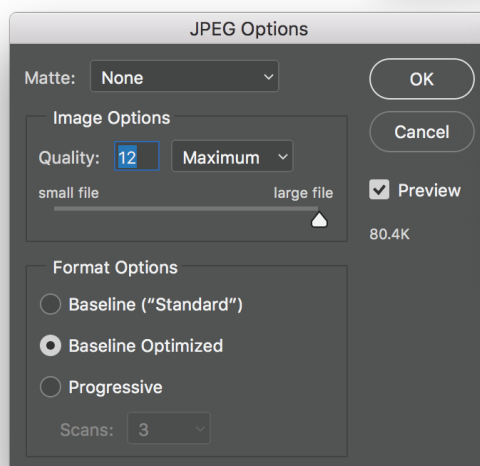 JPEG Options
Matte: None
OK
Image Options
Cancel
Quality: 12 Maximum
small file large file
Preview
80.4K
Format Options
Baseline (“Standard”)
Baseline Optimized
Progressive
Scans: 3